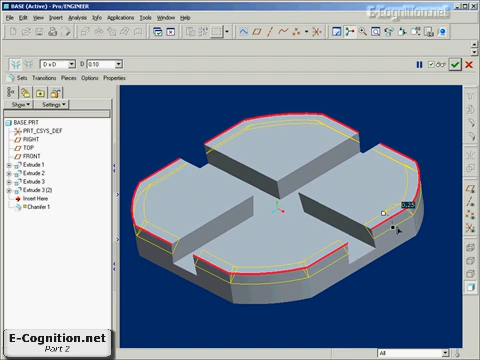 BASE (Active) - Pro/ENGINEER
E-Cognition.net
File Edit View Insert Analysis Info Applications Tools Window Help
D x D D 0.10
Sets Transitions Pieces Options Properties
Show Settings
BASE.PRT
PRT_CSYS_DEF
RIGHT
TOP
FRONT
Extrude 1
Extrude 2
Extrude 3
Extrude 3 (2)
Insert Here
Chamfer 1
0.25
E-Cognition.net
Part 2
All